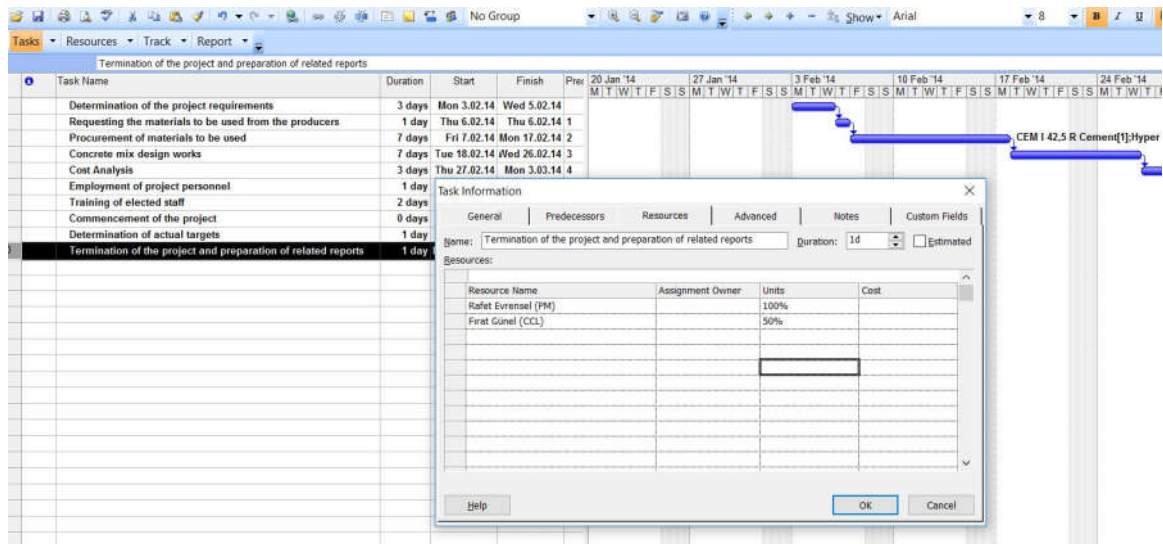 No Group Show Arial 8 B I U
Tasks Resources Track Report
Termination of the project and preparation of related reports
Task Name Duration Start Finish Prec 20 Jan '14 27 Jan '14 3 Feb '14 10 Feb '14 17 Feb '14 24 Feb '14
M T W T F S S M T W T F S S M T W T F S S M T W T F S S M T W T F S S M T W T F
Determination of the project requirements 3 days Mon 3.02.14 Wed 5.02.14
Requesting the materials to be used from the producers 1 day Thu 6.02.14 Thu 6.02.14 1
Procurement of materials to be used 7 days Fri 7.02.14 Mon 17.02.14 2 CEM I 42,5 R Cement[1];Hyper
Concrete mix design works 7 days Tue 18.02.14 Wed 26.02.14 3
Cost Analysis 3 days Thu 27.02.14 Mon 3.03.14 4
Employment of project personnel 1 day
Training of elected staff 2 days
Commencement of the project 0 days
Determination of actual targets 1 day
Termination of the project and preparation of related reports 1 day
Task Information
General Predecessors Resources Advanced Notes Custom Fields
Name: Termination of the project and preparation of related reports Duration: 1d Estimated
Resources:
Resource Name Assignment Owner Units Cost
Rafet Evrensel (PM) 100%
Fırat Günel (CCL) 50%
Help OK Cancel